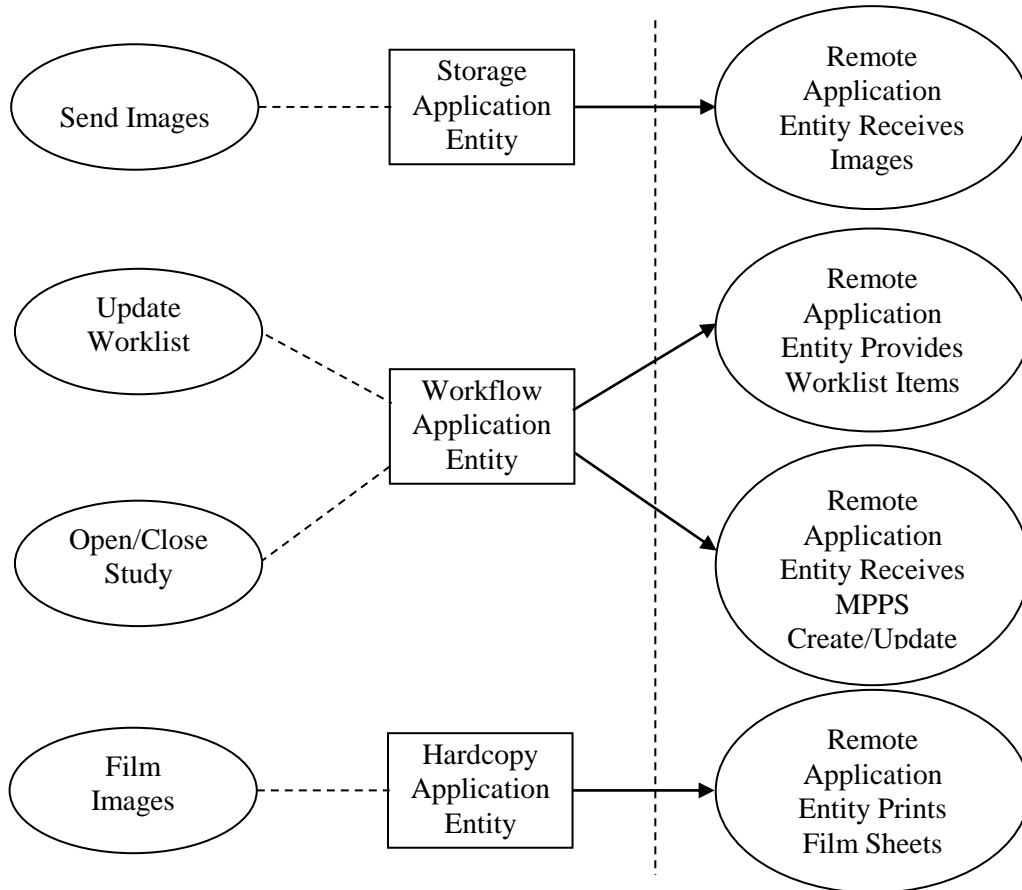 Send Images
Storage
Application
Entity
Remote
Application
Entity Receives
Images
Update
Worklist
Workflow
Application
Entity
Remote
Application
Entity Provides
Worklist Items
Open/Close
Study
Remote
Application
Entity Receives
MPPS
Create/Update
Film
Images
Hardcopy
Application
Entity
Remote
Application
Entity Prints
Film Sheets